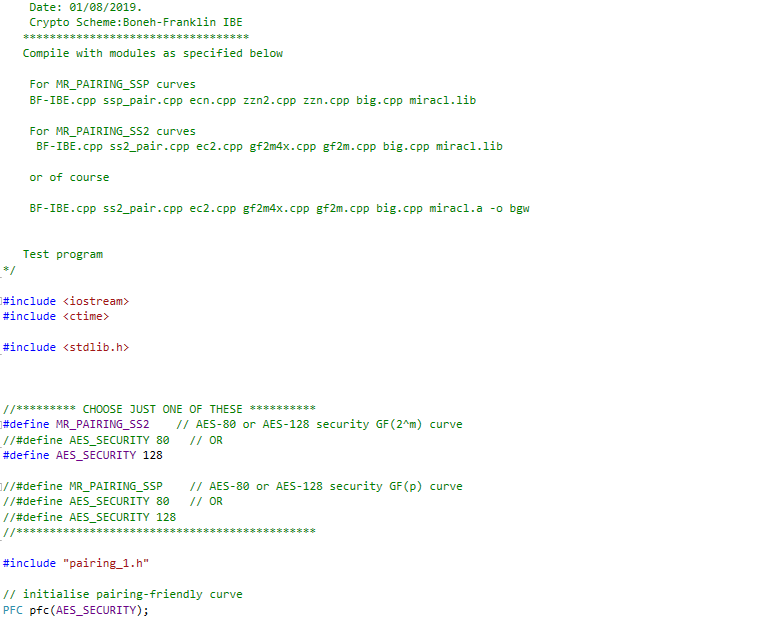 Date: 01/08/2019.
Crypto Scheme:Boneh-Franklin IBE
**********************************
Compile with modules as specified below
For MR_PAIRING_SSP curves
BF-IBE.cpp ssp_pair.cpp ecn.cpp zzn2.cpp zzn.cpp big.cpp miracl.lib
For MR_PAIRING_SS2 curves
BF-IBE.cpp ss2_pair.cpp ec2.cpp gf2m4x.cpp gf2m.cpp big.cpp miracl.lib
or of course
BF-IBE.cpp ss2_pair.cpp ec2.cpp gf2m4x.cpp gf2m.cpp big.cpp miracl.a -o bgw
Test program
*/
#include <iostream>
#include <ctime>
#include <stdlib.h>
//********* CHOOSE JUST ONE OF THESE **********
#define MR_PAIRING_SS2    // AES-80 or AES-128 security GF(2^m) curve
//#define AES_SECURITY 80   // OR
#define AES_SECURITY 128
//#define MR_PAIRING_SSP    // AES-80 or AES-128 security GF(p) curve
//#define AES_SECURITY 80   // OR
//#define AES_SECURITY 128
//*********************************************
#include "pairing_1.h"
// initialise pairing-friendly curve
PFC pfc(AES_SECURITY);